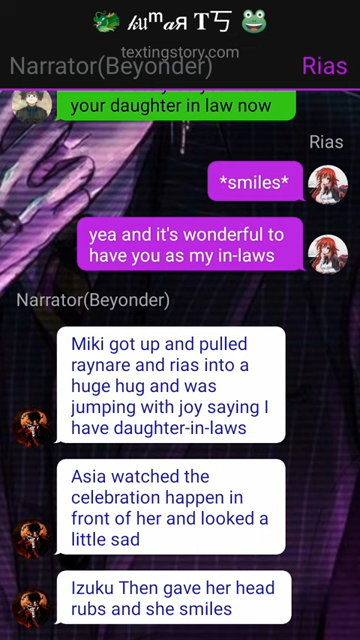 textingstory.com
Narrator(Beyonder) Rias
your daughter in law now
Rias
*smiles*
yea and it's wonderful to
have you as my in-laws
Narrator(Beyonder)
Miki got up and pulled
raynare and rias into a
huge hug and was
jumping with joy saying I
have daughter-in-laws
Asia watched the
celebration happen in
front of her and looked a
little sad
Izuku Then gave her head
rubs and she smiles